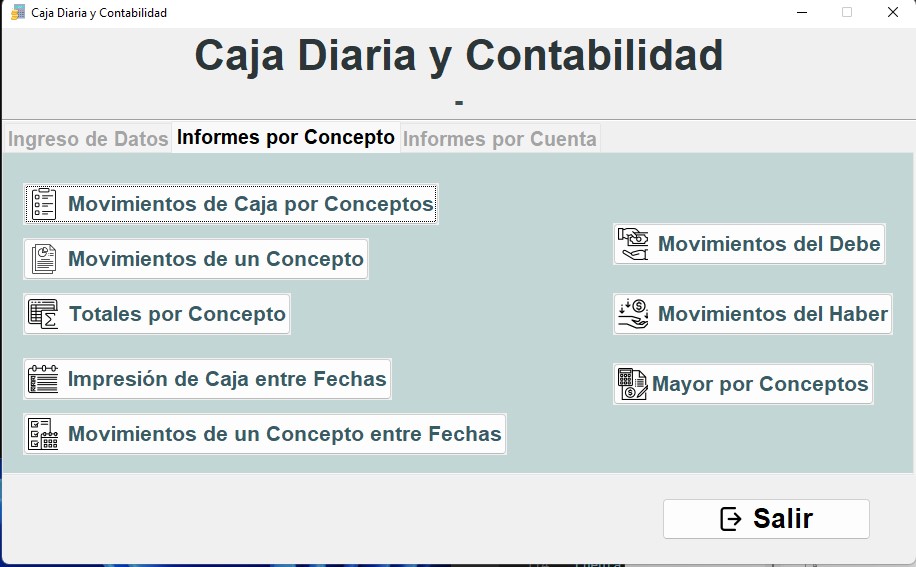 Caja Diaria y Contabilidad
Caja Diaria y Contabilidad
-
Ingreso de Datos
Informes por Concepto
Informes por Cuenta
Movimientos de Caja por Conceptos
Movimientos de un Concepto
Totales por Concepto
Impresión de Caja entre Fechas
Movimientos de un Concepto entre Fechas
Movimientos del Debe
Movimientos del Haber
Mayor por Conceptos
Salir